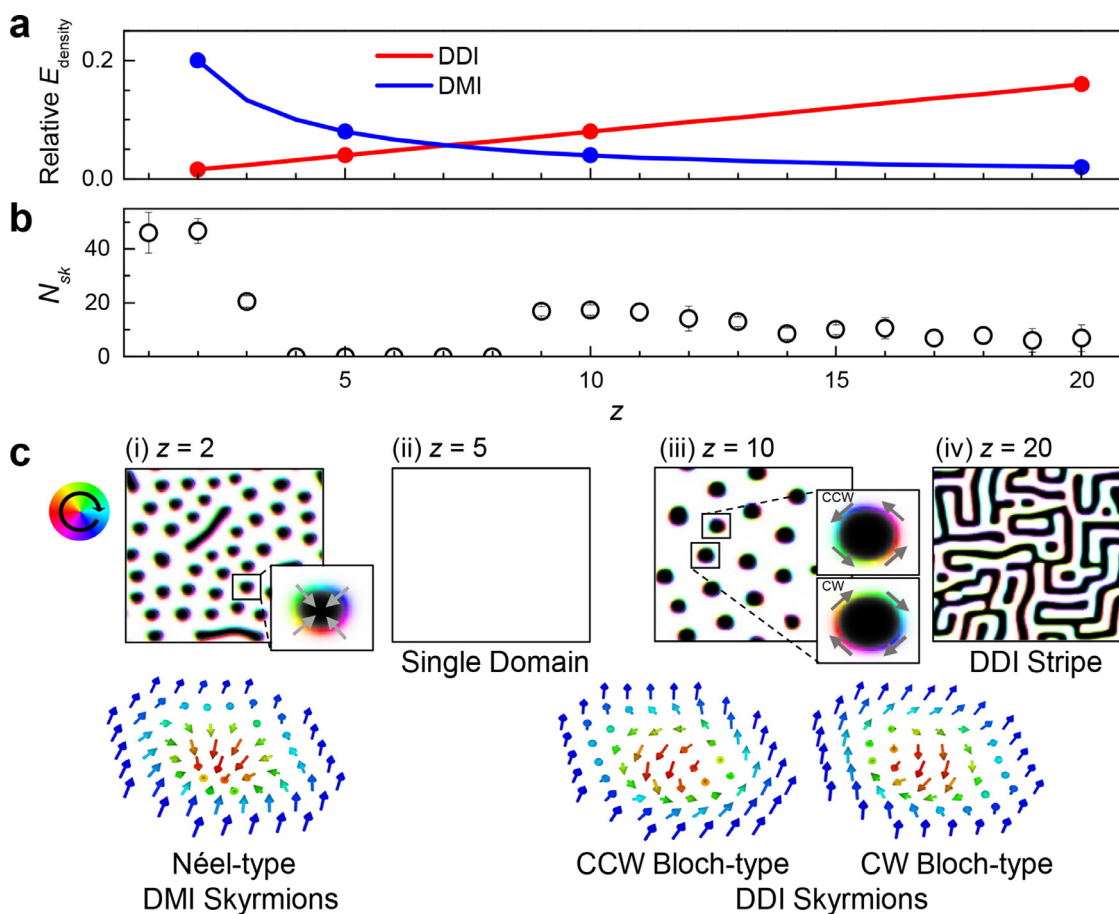 a
Relative E density
0.2
0.0
DDI
DMI
b
N sk
40
20
0
5
10
15
20
z
c
(i) z = 2
(ii) z = 5
(iii) z = 10
(iv) z = 20
CCW
CW
Single Domain
DDI Stripe
Néel-type
DMI Skyrmions
CCW Bloch-type
CW Bloch-type
DDI Skyrmions